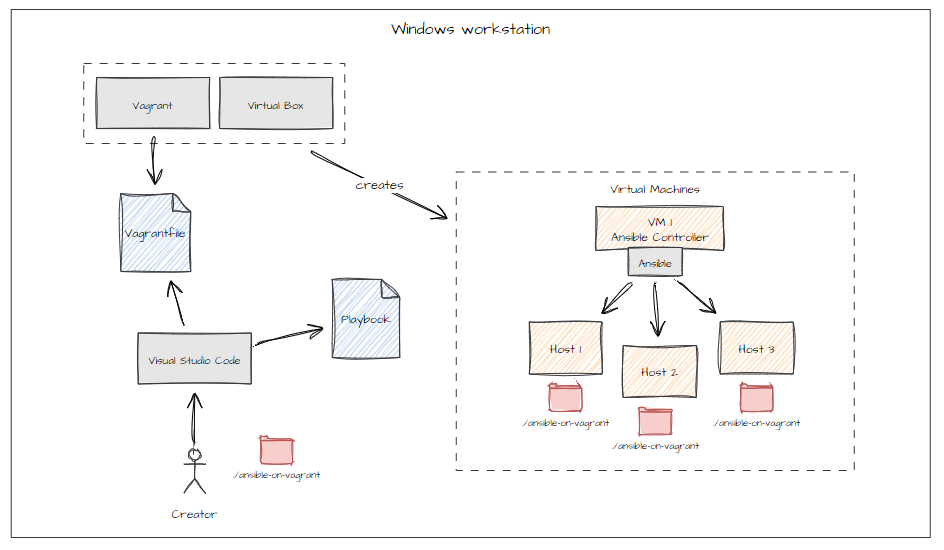 Windows workstation
Vagrant
Virtual Box
creates
Virtual Machines
VM 1
Ansible Controller
Ansible
Vagrantfile
Playbook
Visual Studio Code
Host 1
Host 2
Host 3
./ansible-on-vagrant
./ansible-on-vagrant
./ansible-on-vagrant
./ansible-on-vagrant
Creator